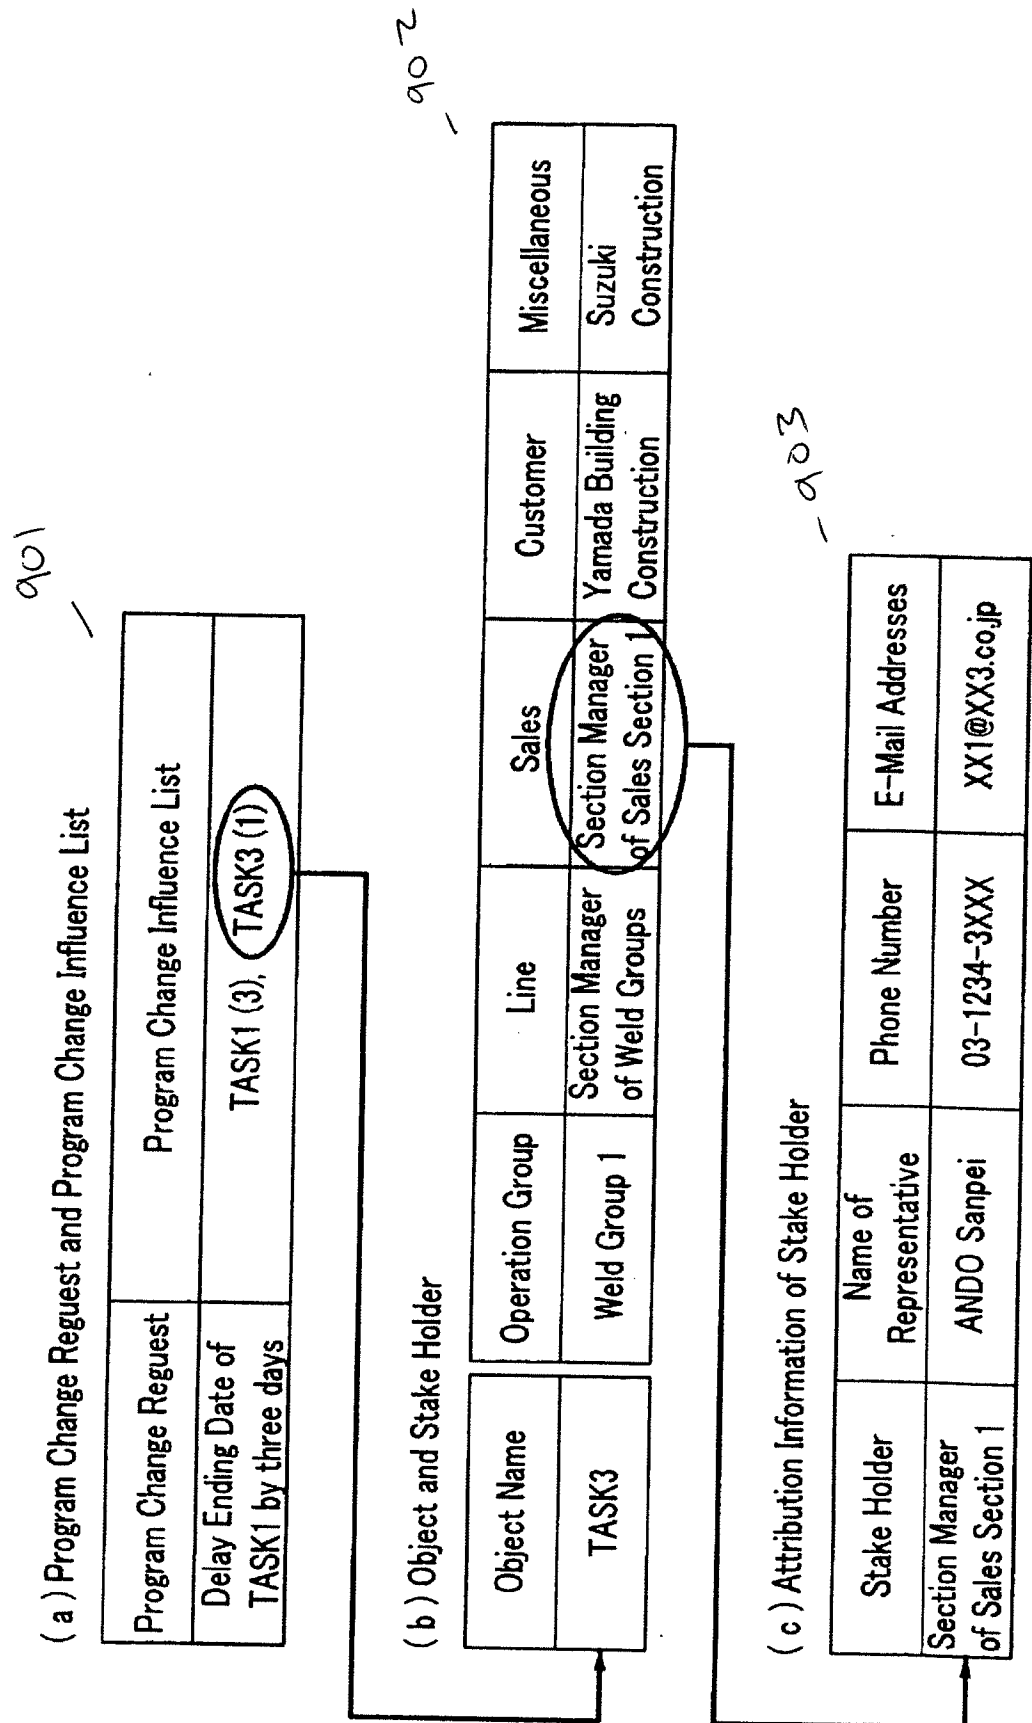 901
(a) Program Change Reguest and Program Change Influence List
Program Change Reguest
Program Change Influence List
Delay Ending Date of
TASK1 by three days
TASK1 (3), TASK3 (1)
902
(b) Object and Stake Holder
Object Name
Operation Group
Line
Sales
Customer
Miscellaneous
TASK3
Weld Group 1
Section Manager
of Weld Groups
Section Manager
of Sales Section 1
Yamada Building
Construction
Suzuki
Construction
903
(c) Attribution Information of Stake Holder
Stake Holder
Name of
Representative
Phone Number
E-Mail Addresses
Section Manager
of Sales Section 1
ANDO Sanpei
03-1234-3XXX
XX1@XX3.co.jp